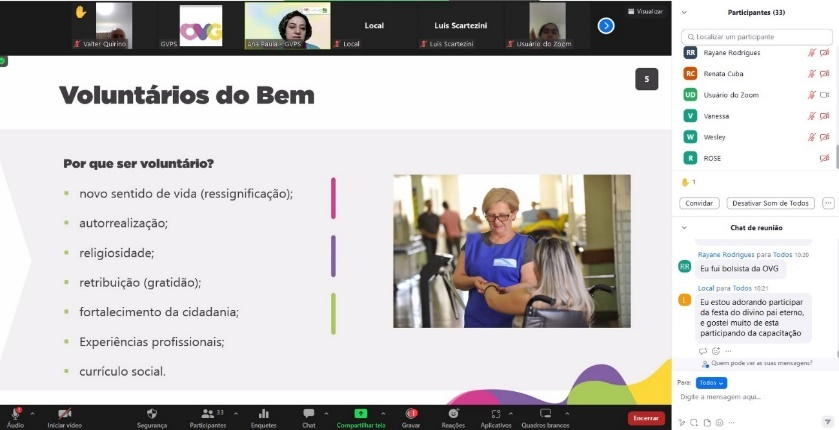 Valter Quirino
OVG
GVPS
Ana Paula - GVPS
Local
Local
Luis Scartezini
Luis Scartezini
Usuário do Zoom
Visualizar
5
Voluntários do Bem
Por que ser voluntário?
novo sentido de vida (ressignificação);
autorrealização;
religiosidade;
retribuição (gratidão);
fortalecimento da cidadania;
Experiências profissionais;
currículo social.
Áudio
Iniciar vídeo
Segurança
33
Participantes
Enquetes
Chat
Compartilhar tela
Gravar
Reações
Aplicativos
Quadros brancos
Encerrar
Participantes (33)
Localizar um participante
RR Rayane Rodrigues
RC Renata Cuba
UD Usuário do Zoom
V Vanessa
W Wesley
R ROSE
1
Convidar
Desativar Som de Todos
Chat de reunião
Rayane Rodrigues para Todos 10:20
RR Eu fui bolsista da OVG
Local para Todos 10:21
L Eu estou adorando participar
da festa do divino pai eterno,
e gostei muito de esta
participando da capacitação
Quem pode ver as suas mensagens?
Para: Todos
Digite a mensagem aqui...